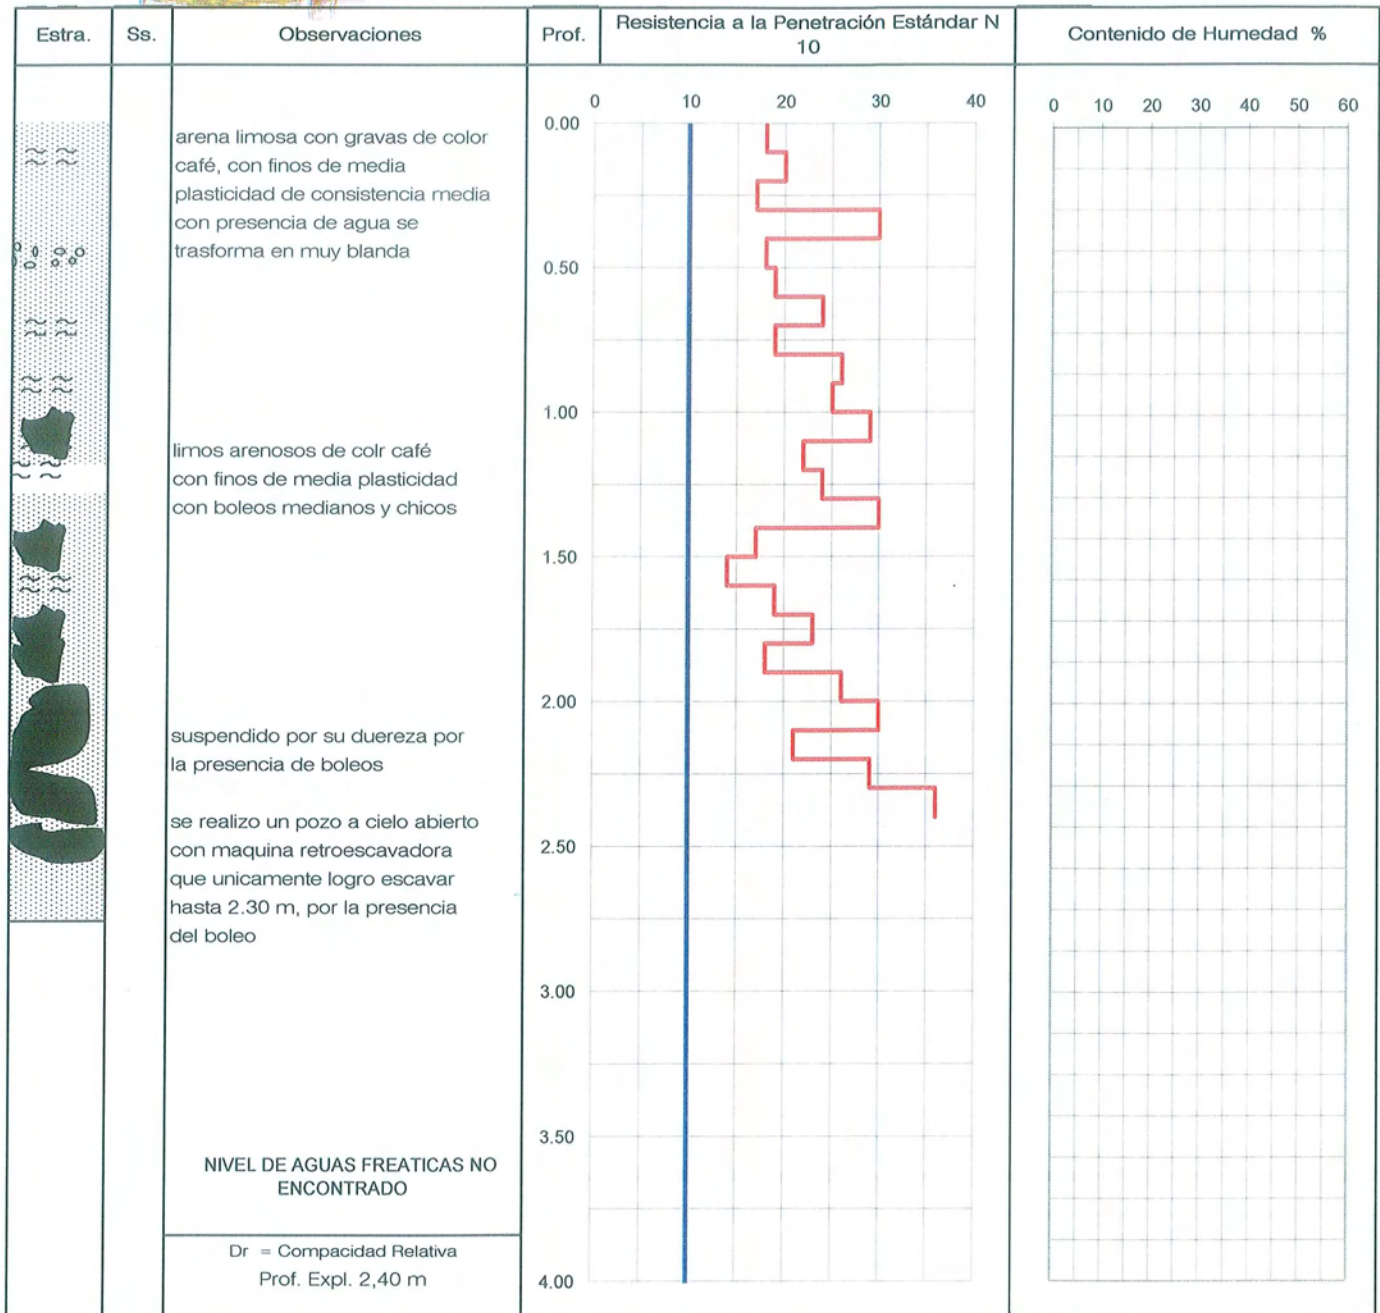 Estra.
Ss.
Observaciones
Prof.
Resistencia a la Penetración Estándar N
10
Contenido de Humedad %
0 10 20 30 40
0 10 20 30 40 50 60
0.00
0.50
1.00
1.50
2.00
2.50
3.00
3.50
4.00
arena limosa con gravas de color
café, con finos de media
plasticidad de consistencia media
con presencia de agua se
trasforma en muy blanda
limos arenosos de colr café
con finos de media plasticidad
con boleos medianos y chicos
suspendido por su duereza por
la presencia de boleos
se realizo un pozo a cielo abierto
con maquina retroescavadora
que unicamente logro escavar
hasta 2.30 m, por la presencia
del boleo
NIVEL DE AGUAS FREATICAS NO
ENCONTRADO
Dr = Compacidad Relativa
Prof. Expl. 2,40 m